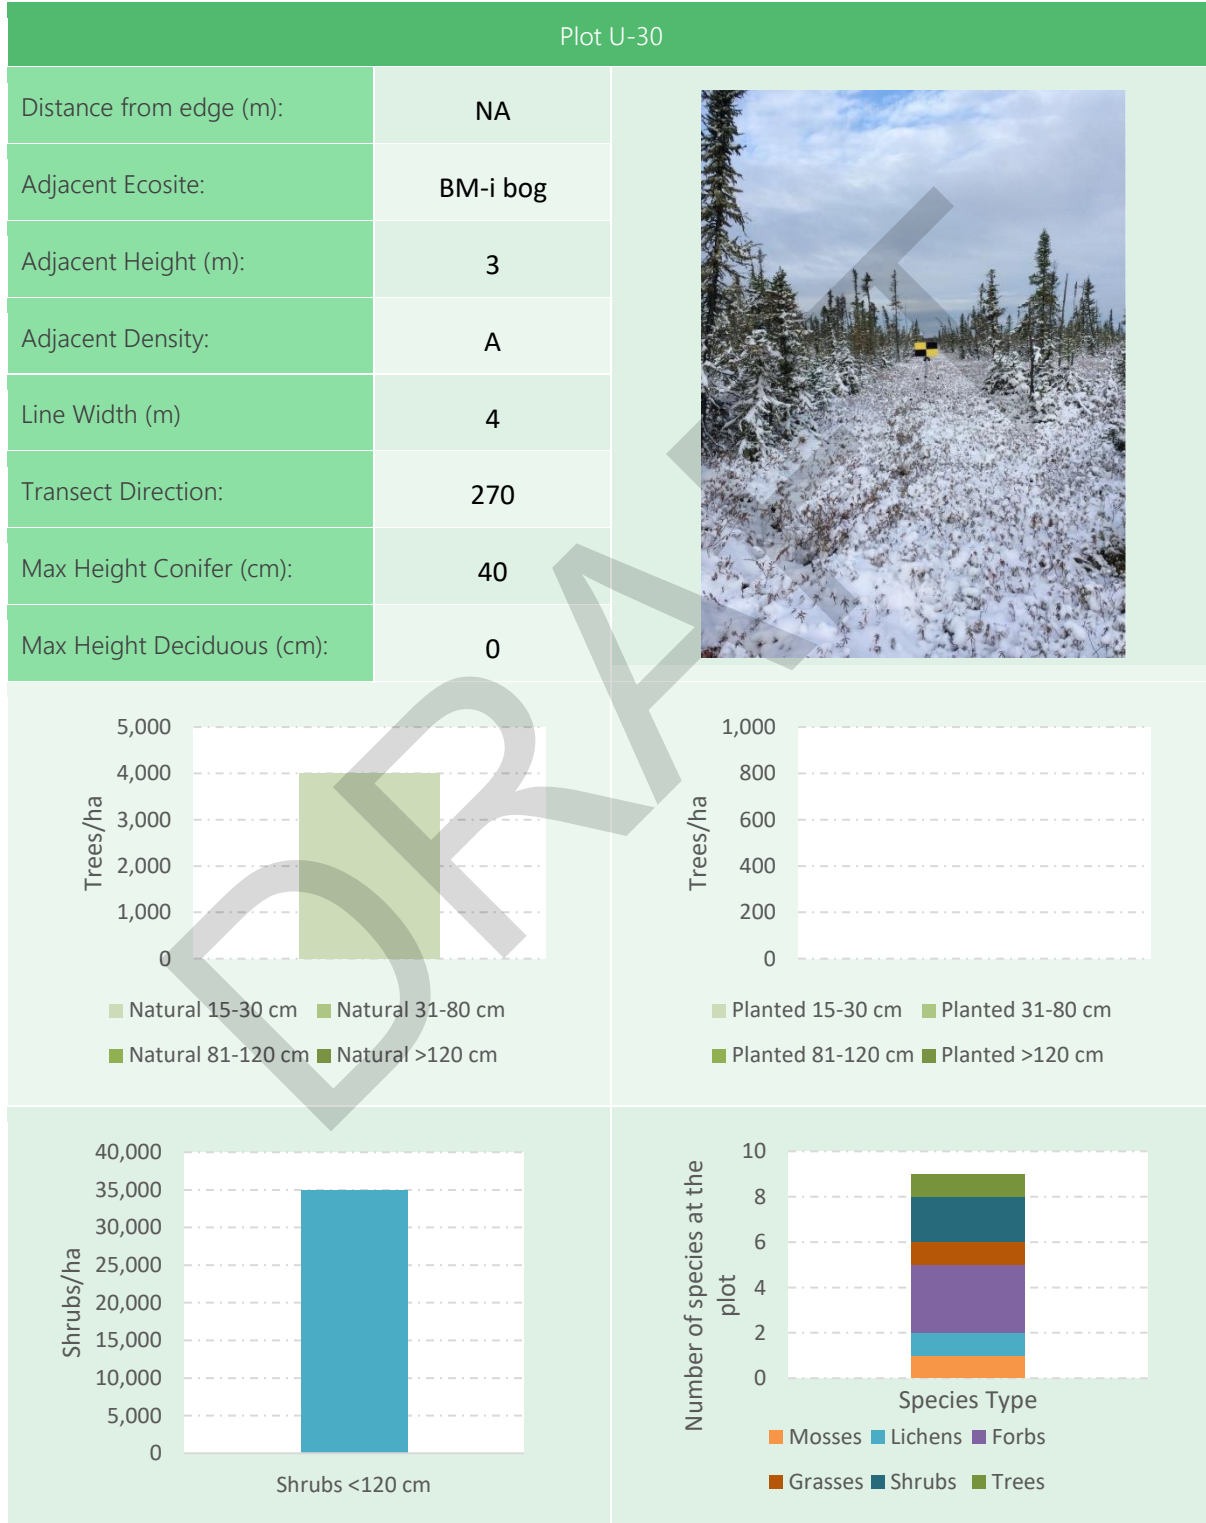 Plot U-30
Distance from edge (m): NA
Adjacent Ecosite: BM-i bog
Adjacent Height (m): 3
Adjacent Density: A
Line Width (m) 4
Transect Direction: 270
Max Height Conifer (cm): 40
Max Height Deciduous (cm): 0
DRAFT
Trees/ha
5,000
4,000
3,000
2,000
1,000
0
Natural 15-30 cm Natural 31-80 cm
Natural 81-120 cm Natural >120 cm
Trees/ha
1,000
800
600
400
200
0
Planted 15-30 cm Planted 31-80 cm
Planted 81-120 cm Planted >120 cm
Shrubs/ha
40,000
35,000
30,000
25,000
20,000
15,000
10,000
5,000
0
Shrubs <120 cm
Number of species at the
plot
10
8
6
4
2
0
Species Type
Mosses Lichens Forbs
Grasses Shrubs Trees